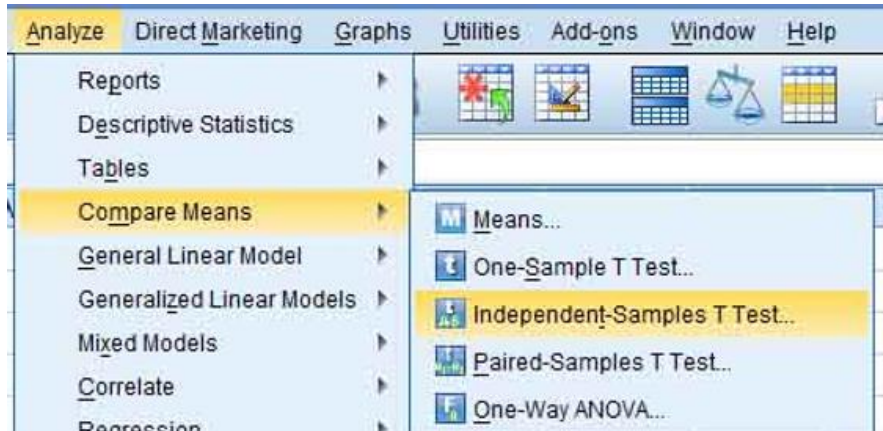 Analyze Direct Marketing Graphs Utilities Add-ons Window Help
Reports
Descriptive Statistics
Tables
Compare Means
General Linear Model
Generalized Linear Models
Mixed Models
Correlate
Regression
Means...
One-Sample T Test...
Independent-Samples T Test...
Paired-Samples T Test...
One-Way ANOVA...